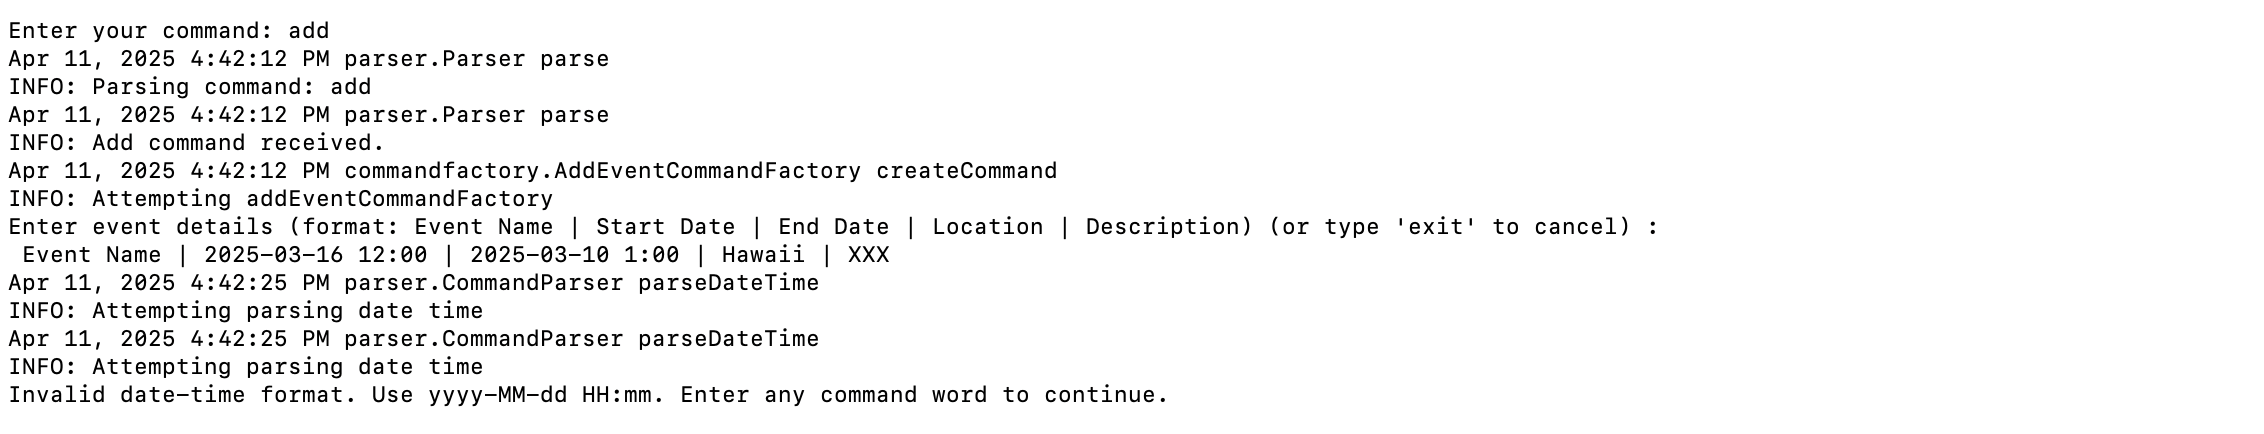 Enter your command: add
Apr 11, 2025 4:42:12 PM parser.Parser parse
INFO: Parsing command: add
Apr 11, 2025 4:42:12 PM parser.Parser parse
INFO: Add command received.
Apr 11, 2025 4:42:12 PM commandfactory.AddEventCommandFactory createCommand
INFO: Attempting addEventCommandFactory
Enter event details (format: Event Name | Start Date | End Date | Location | Description) (or type 'exit' to cancel) :
 Event Name | 2025-03-16 12:00 | 2025-03-10 1:00 | Hawaii | XXX
Apr 11, 2025 4:42:25 PM parser.CommandParser parseDateTime
INFO: Attempting parsing date time
Apr 11, 2025 4:42:25 PM parser.CommandParser parseDateTime
INFO: Attempting parsing date time
Invalid date-time format. Use yyyy-MM-dd HH:mm. Enter any command word to continue.